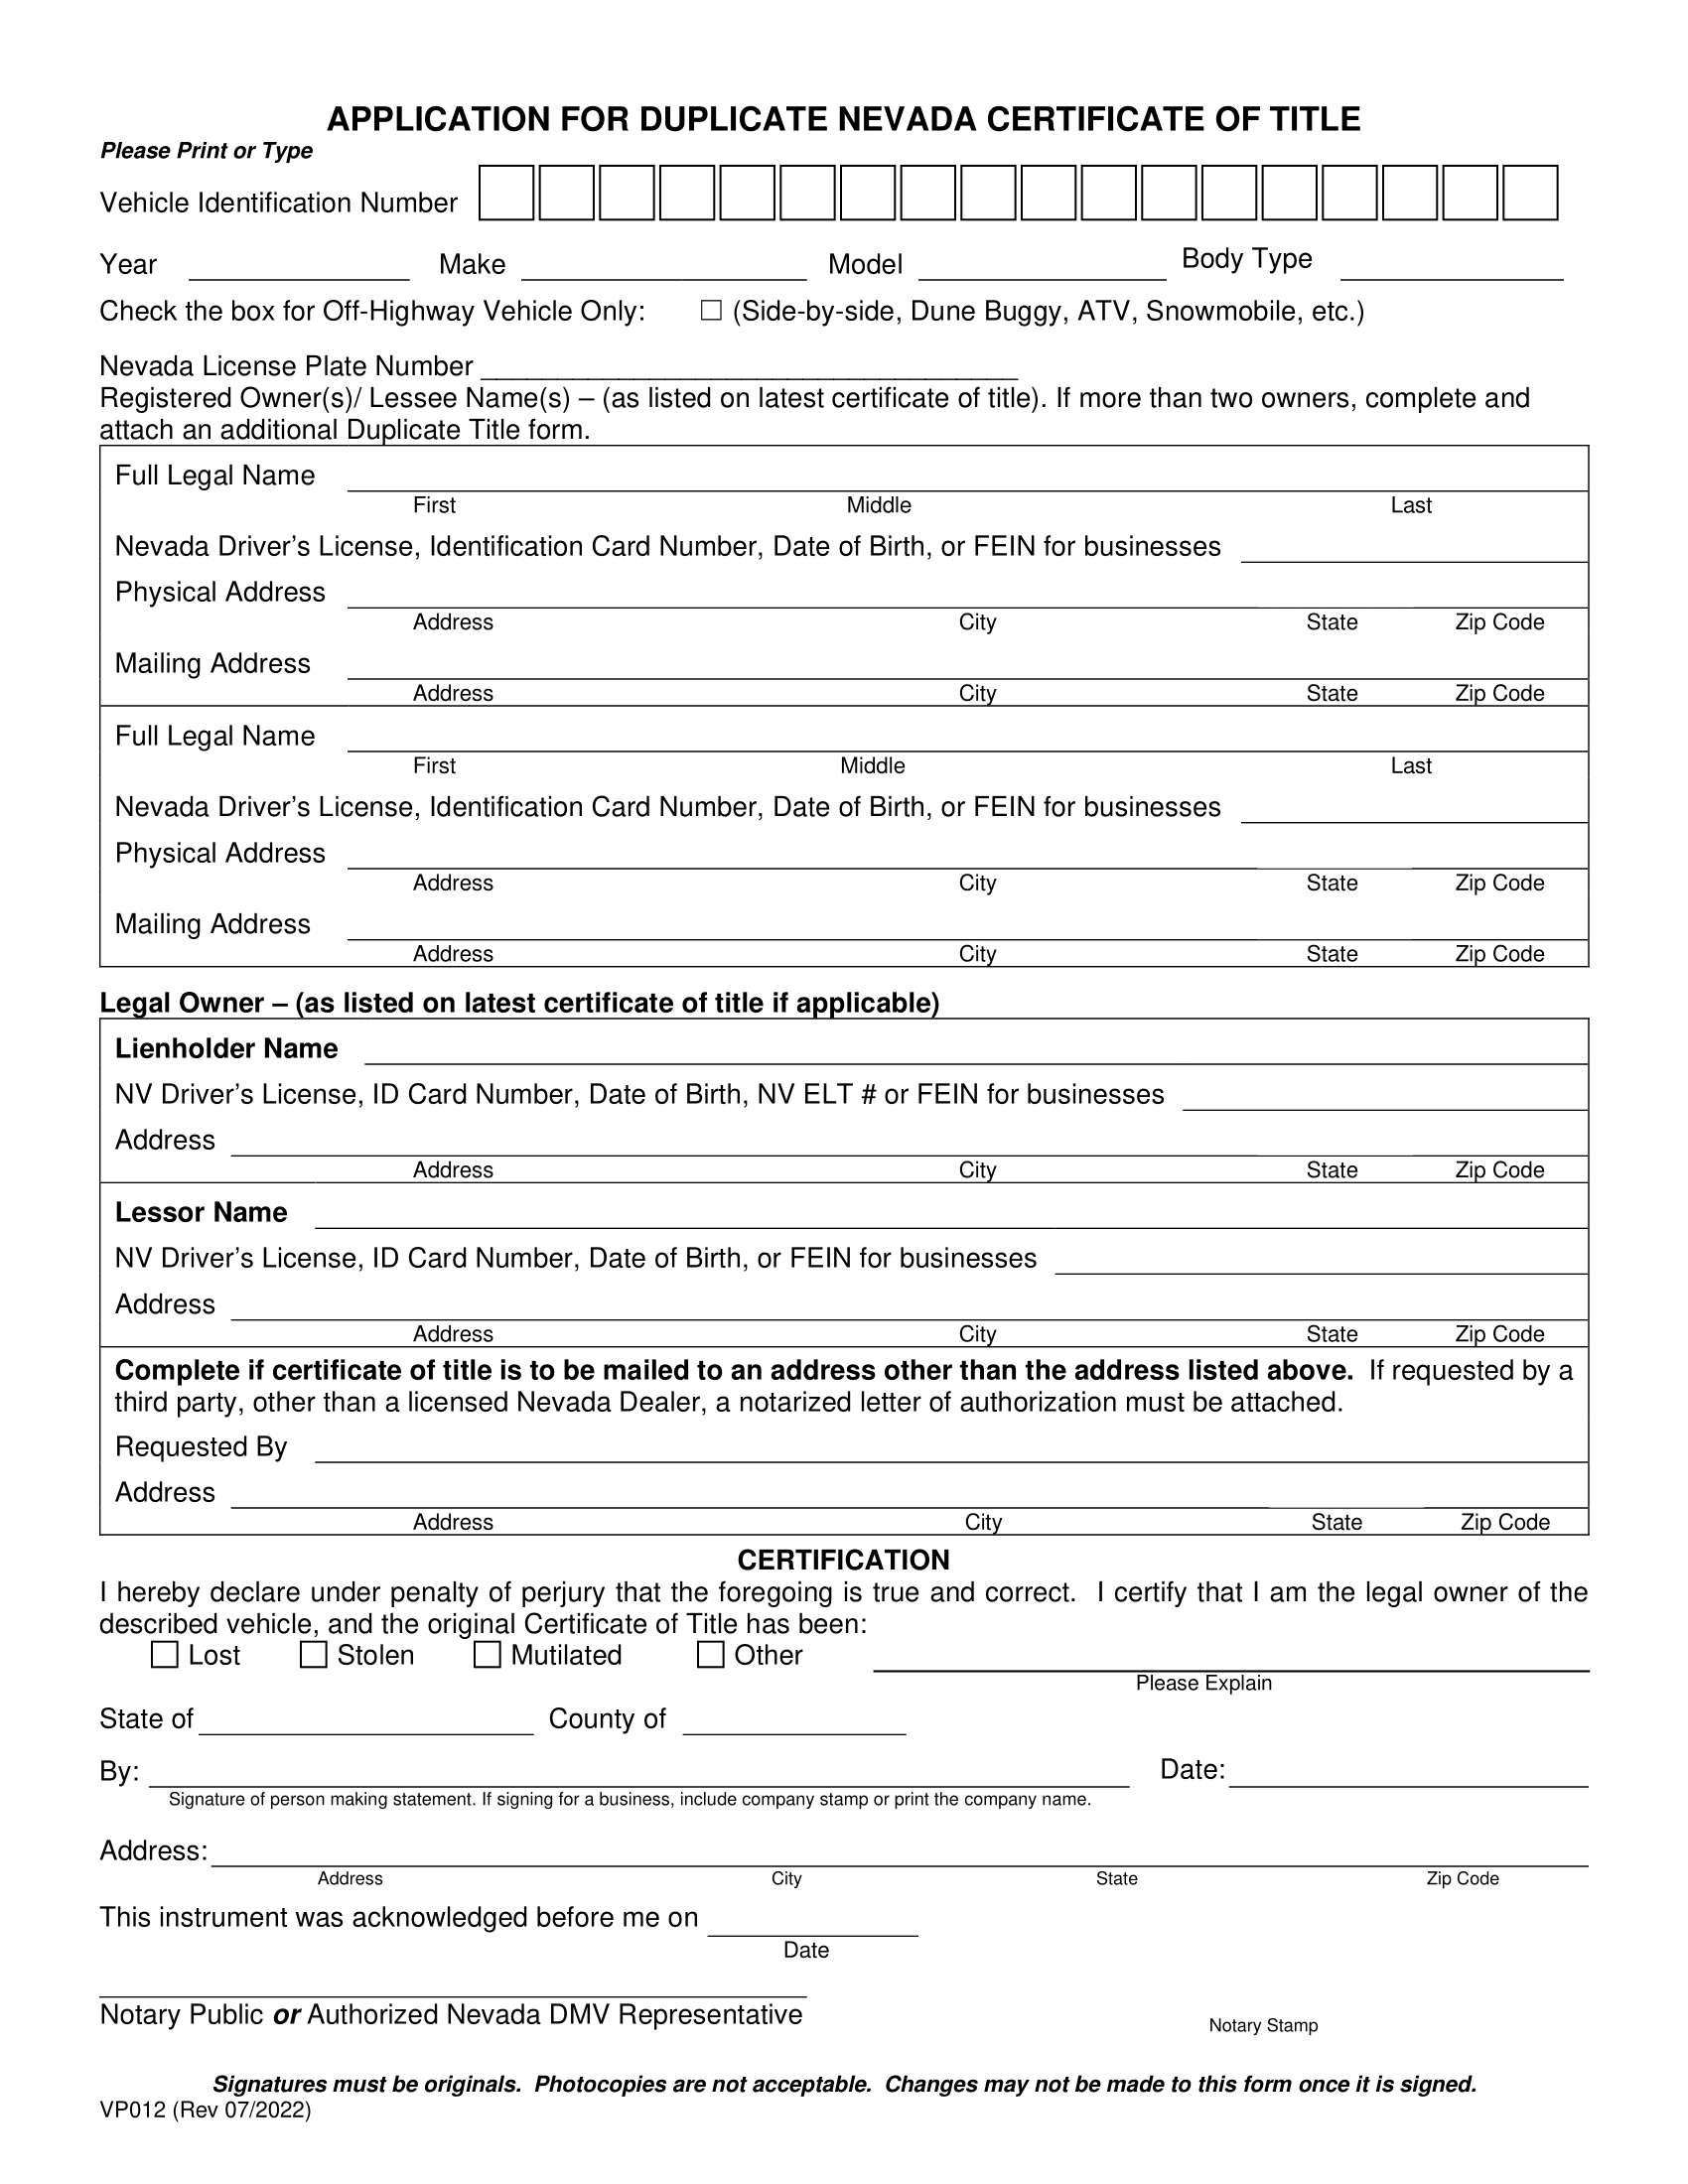 APPLICATION FOR DUPLICATE NEVADA CERTIFICATE OF TITLE
Please Print or Type
Vehicle Identification Number
Year Make Model Body Type
Check the box for Off-Highway Vehicle Only: ☐ (Side-by-side, Dune Buggy, ATV, Snowmobile, etc.)
Nevada License Plate Number
Registered Owner(s)/ Lessee Name(s) – (as listed on latest certificate of title). If more than two owners, complete and
attach an additional Duplicate Title form.
Full Legal Name
First Middle Last
Nevada Driver’s License, Identification Card Number, Date of Birth, or FEIN for businesses
Physical Address
Address City State Zip Code
Mailing Address
Address City State Zip Code
Full Legal Name
First Middle Last
Nevada Driver’s License, Identification Card Number, Date of Birth, or FEIN for businesses
Physical Address
Address City State Zip Code
Mailing Address
Address City State Zip Code
Legal Owner – (as listed on latest certificate of title if applicable)
Lienholder Name
NV Driver’s License, ID Card Number, Date of Birth, NV ELT # or FEIN for businesses
Address
Address City State Zip Code
Lessor Name
NV Driver’s License, ID Card Number, Date of Birth, or FEIN for businesses
Address
Address City State Zip Code
Complete if certificate of title is to be mailed to an address other than the address listed above. If requested by a
third party, other than a licensed Nevada Dealer, a notarized letter of authorization must be attached.
Requested By
Address
Address City State Zip Code
CERTIFICATION
I hereby declare under penalty of perjury that the foregoing is true and correct. I certify that I am the legal owner of the
described vehicle, and the original Certificate of Title has been:
☐ Lost ☐ Stolen ☐ Mutilated ☐ Other
Please Explain
State of County of
By: Date:
Signature of person making statement. If signing for a business, include company stamp or print the company name.
Address:
Address City State Zip Code
This instrument was acknowledged before me on
Date
Notary Public or Authorized Nevada DMV Representative
Notary Stamp
Signatures must be originals. Photocopies are not acceptable. Changes may not be made to this form once it is signed.
VP012 (Rev 07/2022)